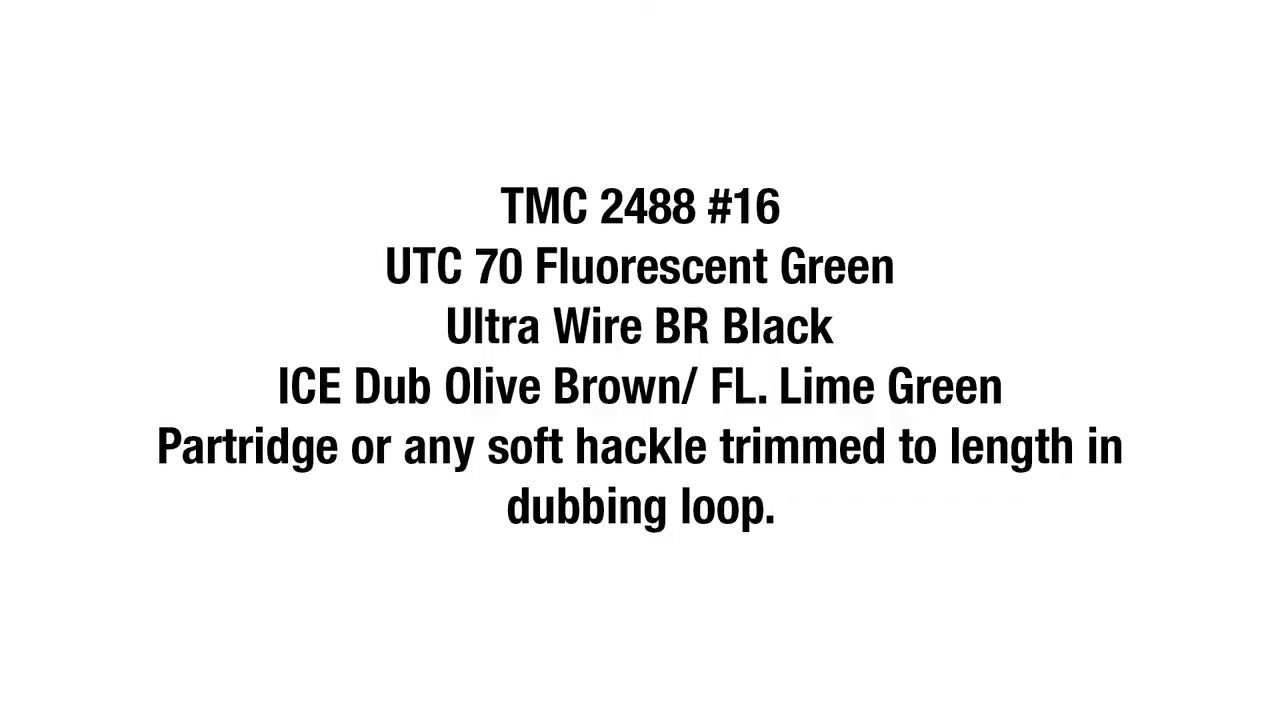 TMC 2488 #16
UTC 70 Fluorescent Green
Ultra Wire BR Black
ICE Dub Olive Brown/ FL. Lime Green
Partridge or any soft hackle trimmed to length in
dubbing loop.